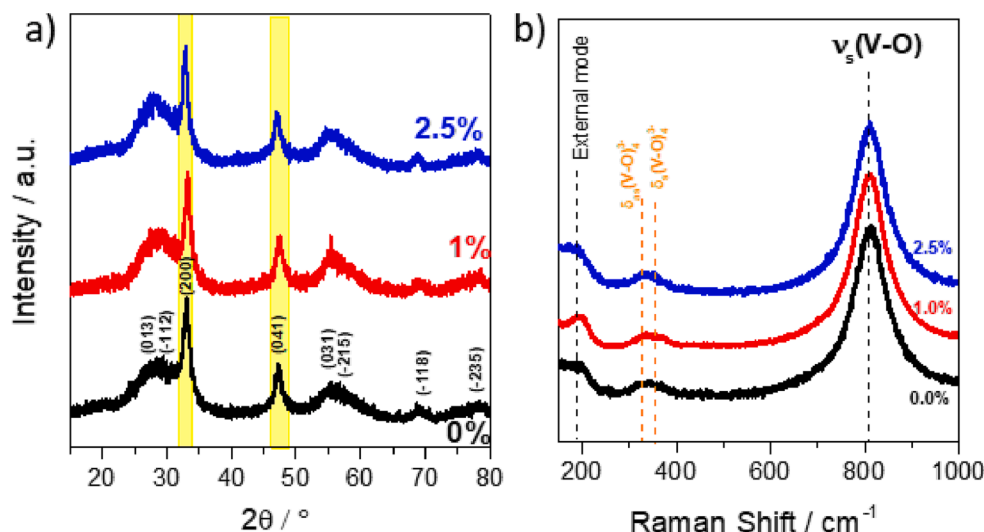 a)
Intensity / a.u.
2.5%
1%
0%
(013)
(-112)
(200)
(041)
(031)
(-215)
(-118)
(-235)
20 30 40 50 60 70 80
2θ / °
b)
νs(V-O)
External mode
δas(V-O)₄³⁻
δs(V-O)₄³⁻
2.5%
1.0%
0.0%
200 400 600 800 1000
Raman Shift / cm⁻¹